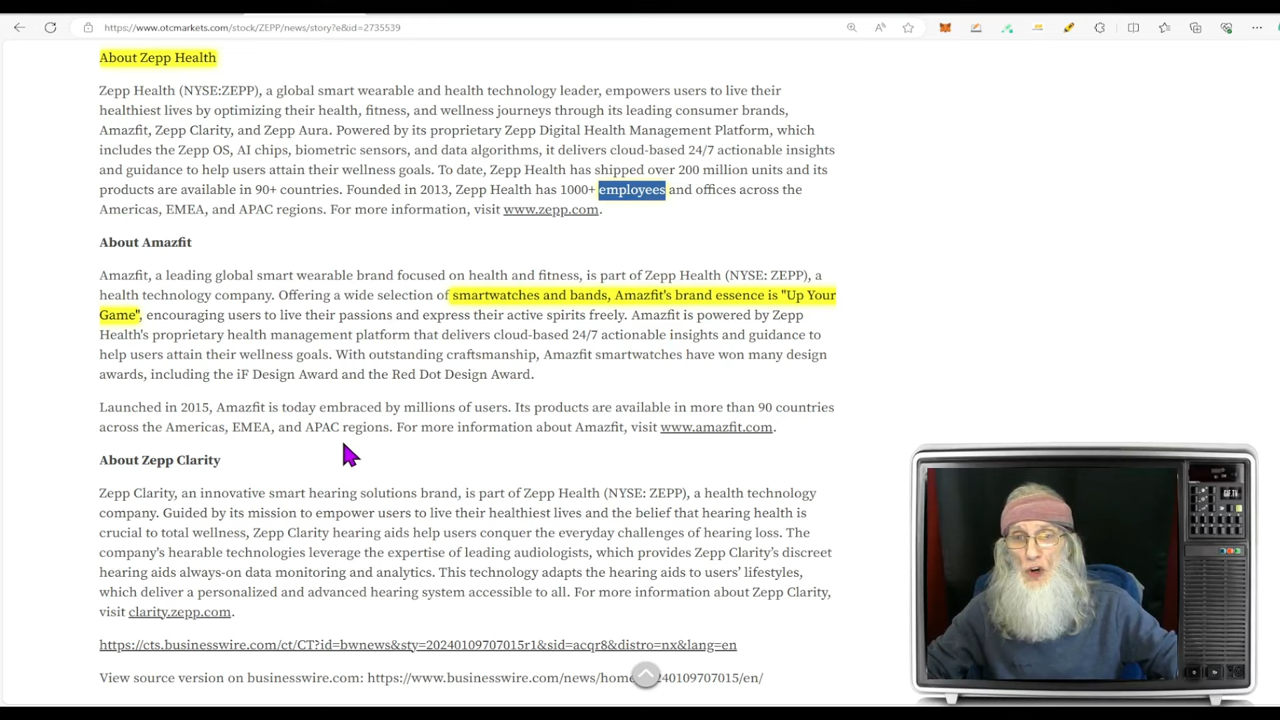 https://www.otcmarkets.com/stock/ZEPP/news/story?e&id=2735539
About Zepp Health
Zepp Health (NYSE:ZEPP), a global smart wearable and health technology leader, empowers users to live their
healthiest lives by optimizing their health, fitness, and wellness journeys through its leading consumer brands,
Amazfit, Zepp Clarity, and Zepp Aura. Powered by its proprietary Zepp Digital Health Management Platform, which
includes the Zepp OS, AI chips, biometric sensors, and data algorithms, it delivers cloud-based 24/7 actionable insights
and guidance to help users attain their wellness goals. To date, Zepp Health has shipped over 200 million units and its
products are available in 90+ countries. Founded in 2013, Zepp Health has 1000+ employees and offices across the
Americas, EMEA, and APAC regions. For more information, visit www.zepp.com.
About Amazfit
Amazfit, a leading global smart wearable brand focused on health and fitness, is part of Zepp Health (NYSE: ZEPP), a
health technology company. Offering a wide selection of smartwatches and bands, Amazfit's brand essence is "Up Your
Game", encouraging users to live their passions and express their active spirits freely. Amazfit is powered by Zepp
Health's proprietary health management platform that delivers cloud-based 24/7 actionable insights and guidance to
help users attain their wellness goals. With outstanding craftsmanship, Amazfit smartwatches have won many design
awards, including the iF Design Award and the Red Dot Design Award.
Launched in 2015, Amazfit is today embraced by millions of users. Its products are available in more than 90 countries
across the Americas, EMEA, and APAC regions. For more information about Amazfit, visit www.amazfit.com.
About Zepp Clarity
Zepp Clarity, an innovative smart hearing solutions brand, is part of Zepp Health (NYSE: ZEPP), a health technology
company. Guided by its mission to empower users to live their healthiest lives and the belief that hearing health is
crucial to total wellness, Zepp Clarity hearing aids help users conquer the everyday challenges of hearing loss. The
company's hearable technologies leverage the expertise of leading audiologists, which provides Zepp Clarity’s discreet
hearing aids always-on data monitoring and analytics. This technology adapts the hearing aids to users’ lifestyles,
which deliver a personalized and advanced hearing system accessible to all. For more information about Zepp Clarity,
visit clarity.zepp.com.
https://cts.businesswire.com/ct/CT?id=bwnews&sty=20240109707015r1&sid=acqr8&distro=nx&lang=en
View source version on businesswire.com: https://www.businesswire.com/news/home/20240109707015/en/
GIF TV